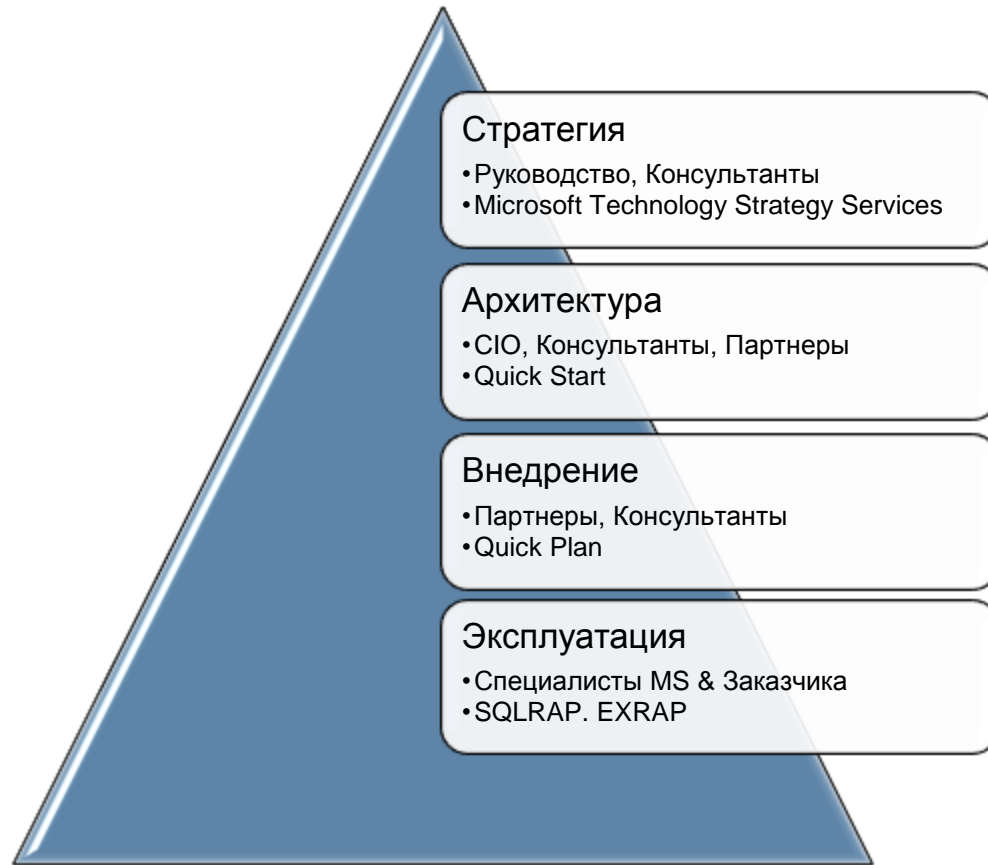 Стратегия
•Руководство, Консультанты
•Microsoft Technology Strategy Services
Архитектура
•CIO, Консультанты, Партнеры
•Quick Start
Внедрение
•Партнеры, Консультанты
•Quick Plan
Эксплуатация
•Специалисты MS & Заказчика
•SQLRAP. EXRAP